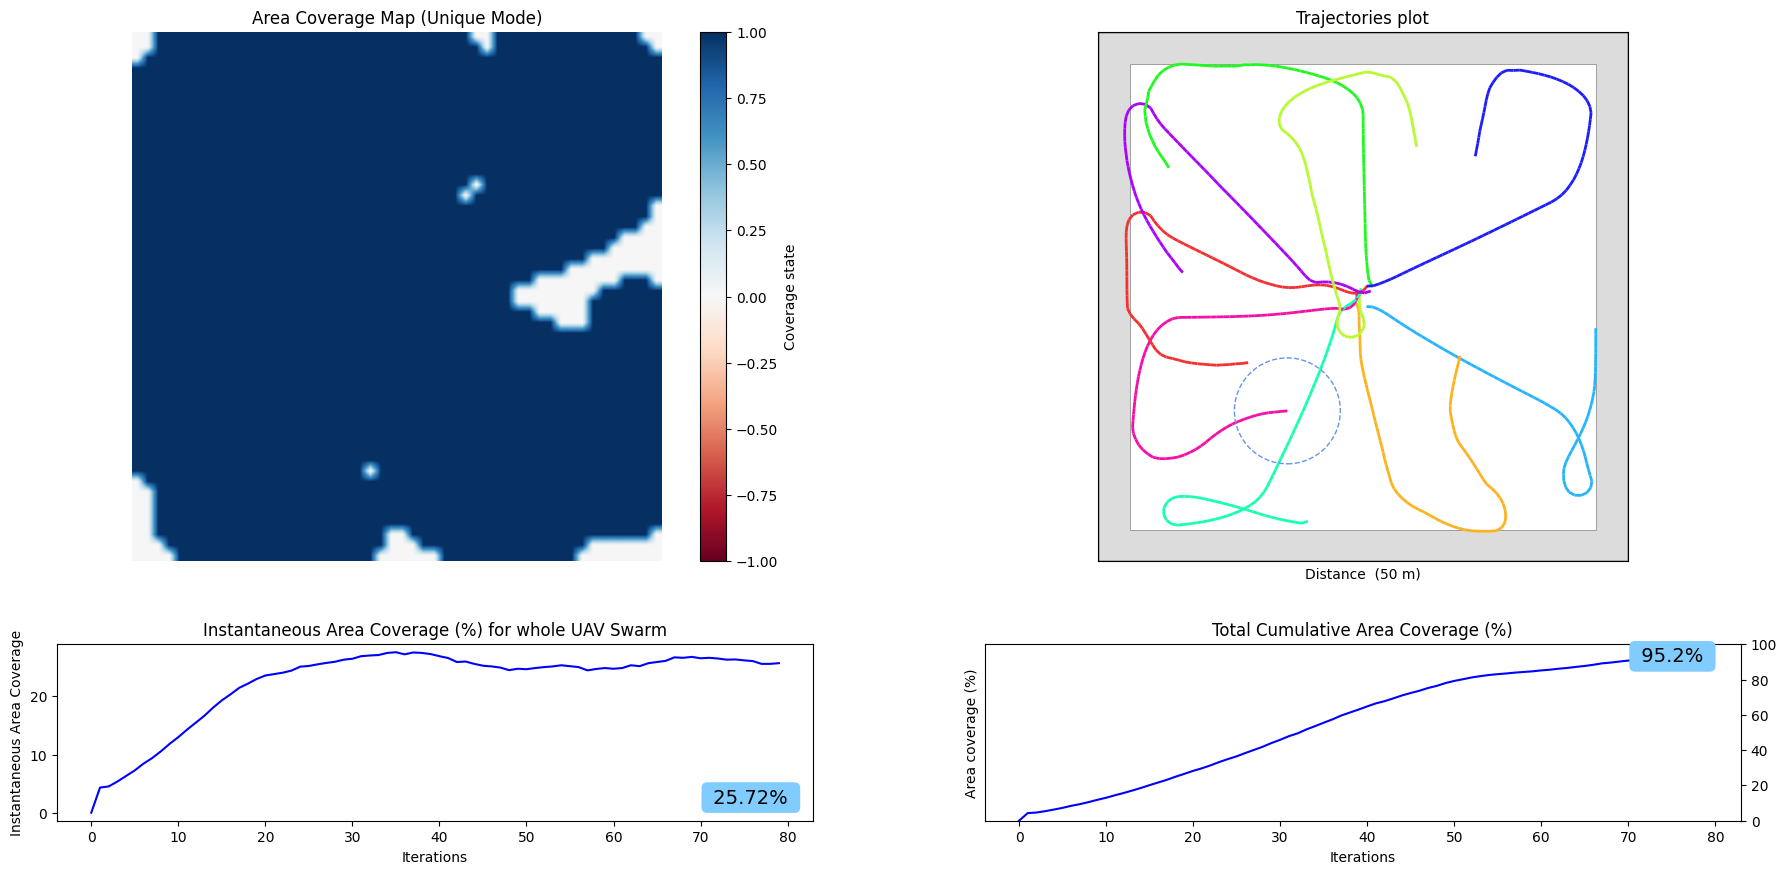 Area Coverage Map (Unique Mode)
1.00
0.75
0.50
0.25
0.00
−0.25
−0.50
−0.75
−1.00
Coverage state
Trajectories plot
Distance  (50 m)
Instantaneous Area Coverage (%) for whole UAV Swarm
Instantaneous Area Coverage
20
10
0
25.72%
0 10 20 30 40 50 60 70 80
Iterations
Total Cumulative Area Coverage (%)
Area coverage (%)
95.2%
100
80
60
40
20
0
0 10 20 30 40 50 60 70 80
Iterations